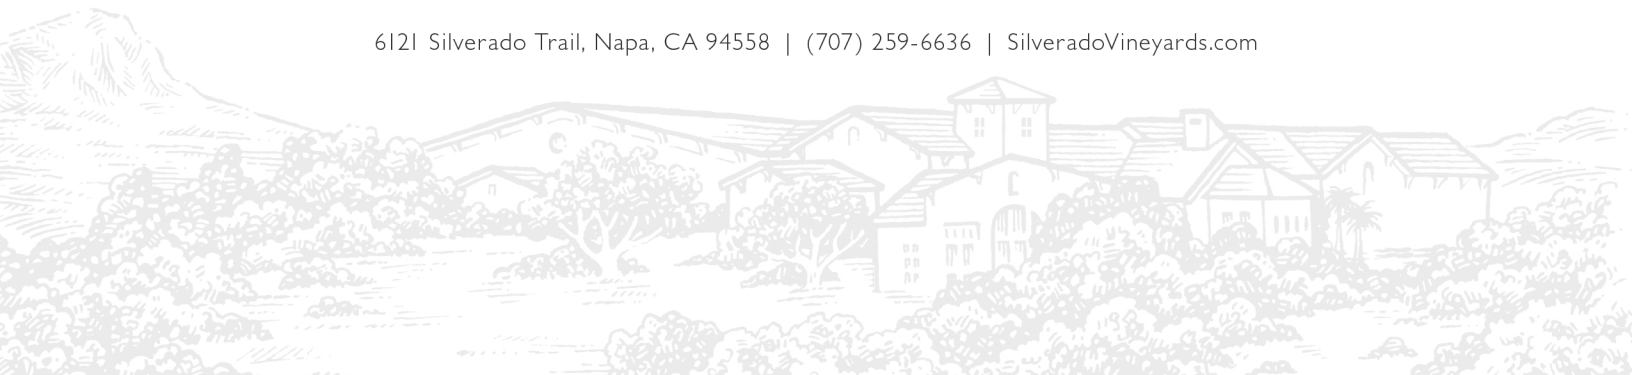 6121 Silverado Trail, Napa, CA 94558 | (707) 259-6636 | SilveradoVineyards.com